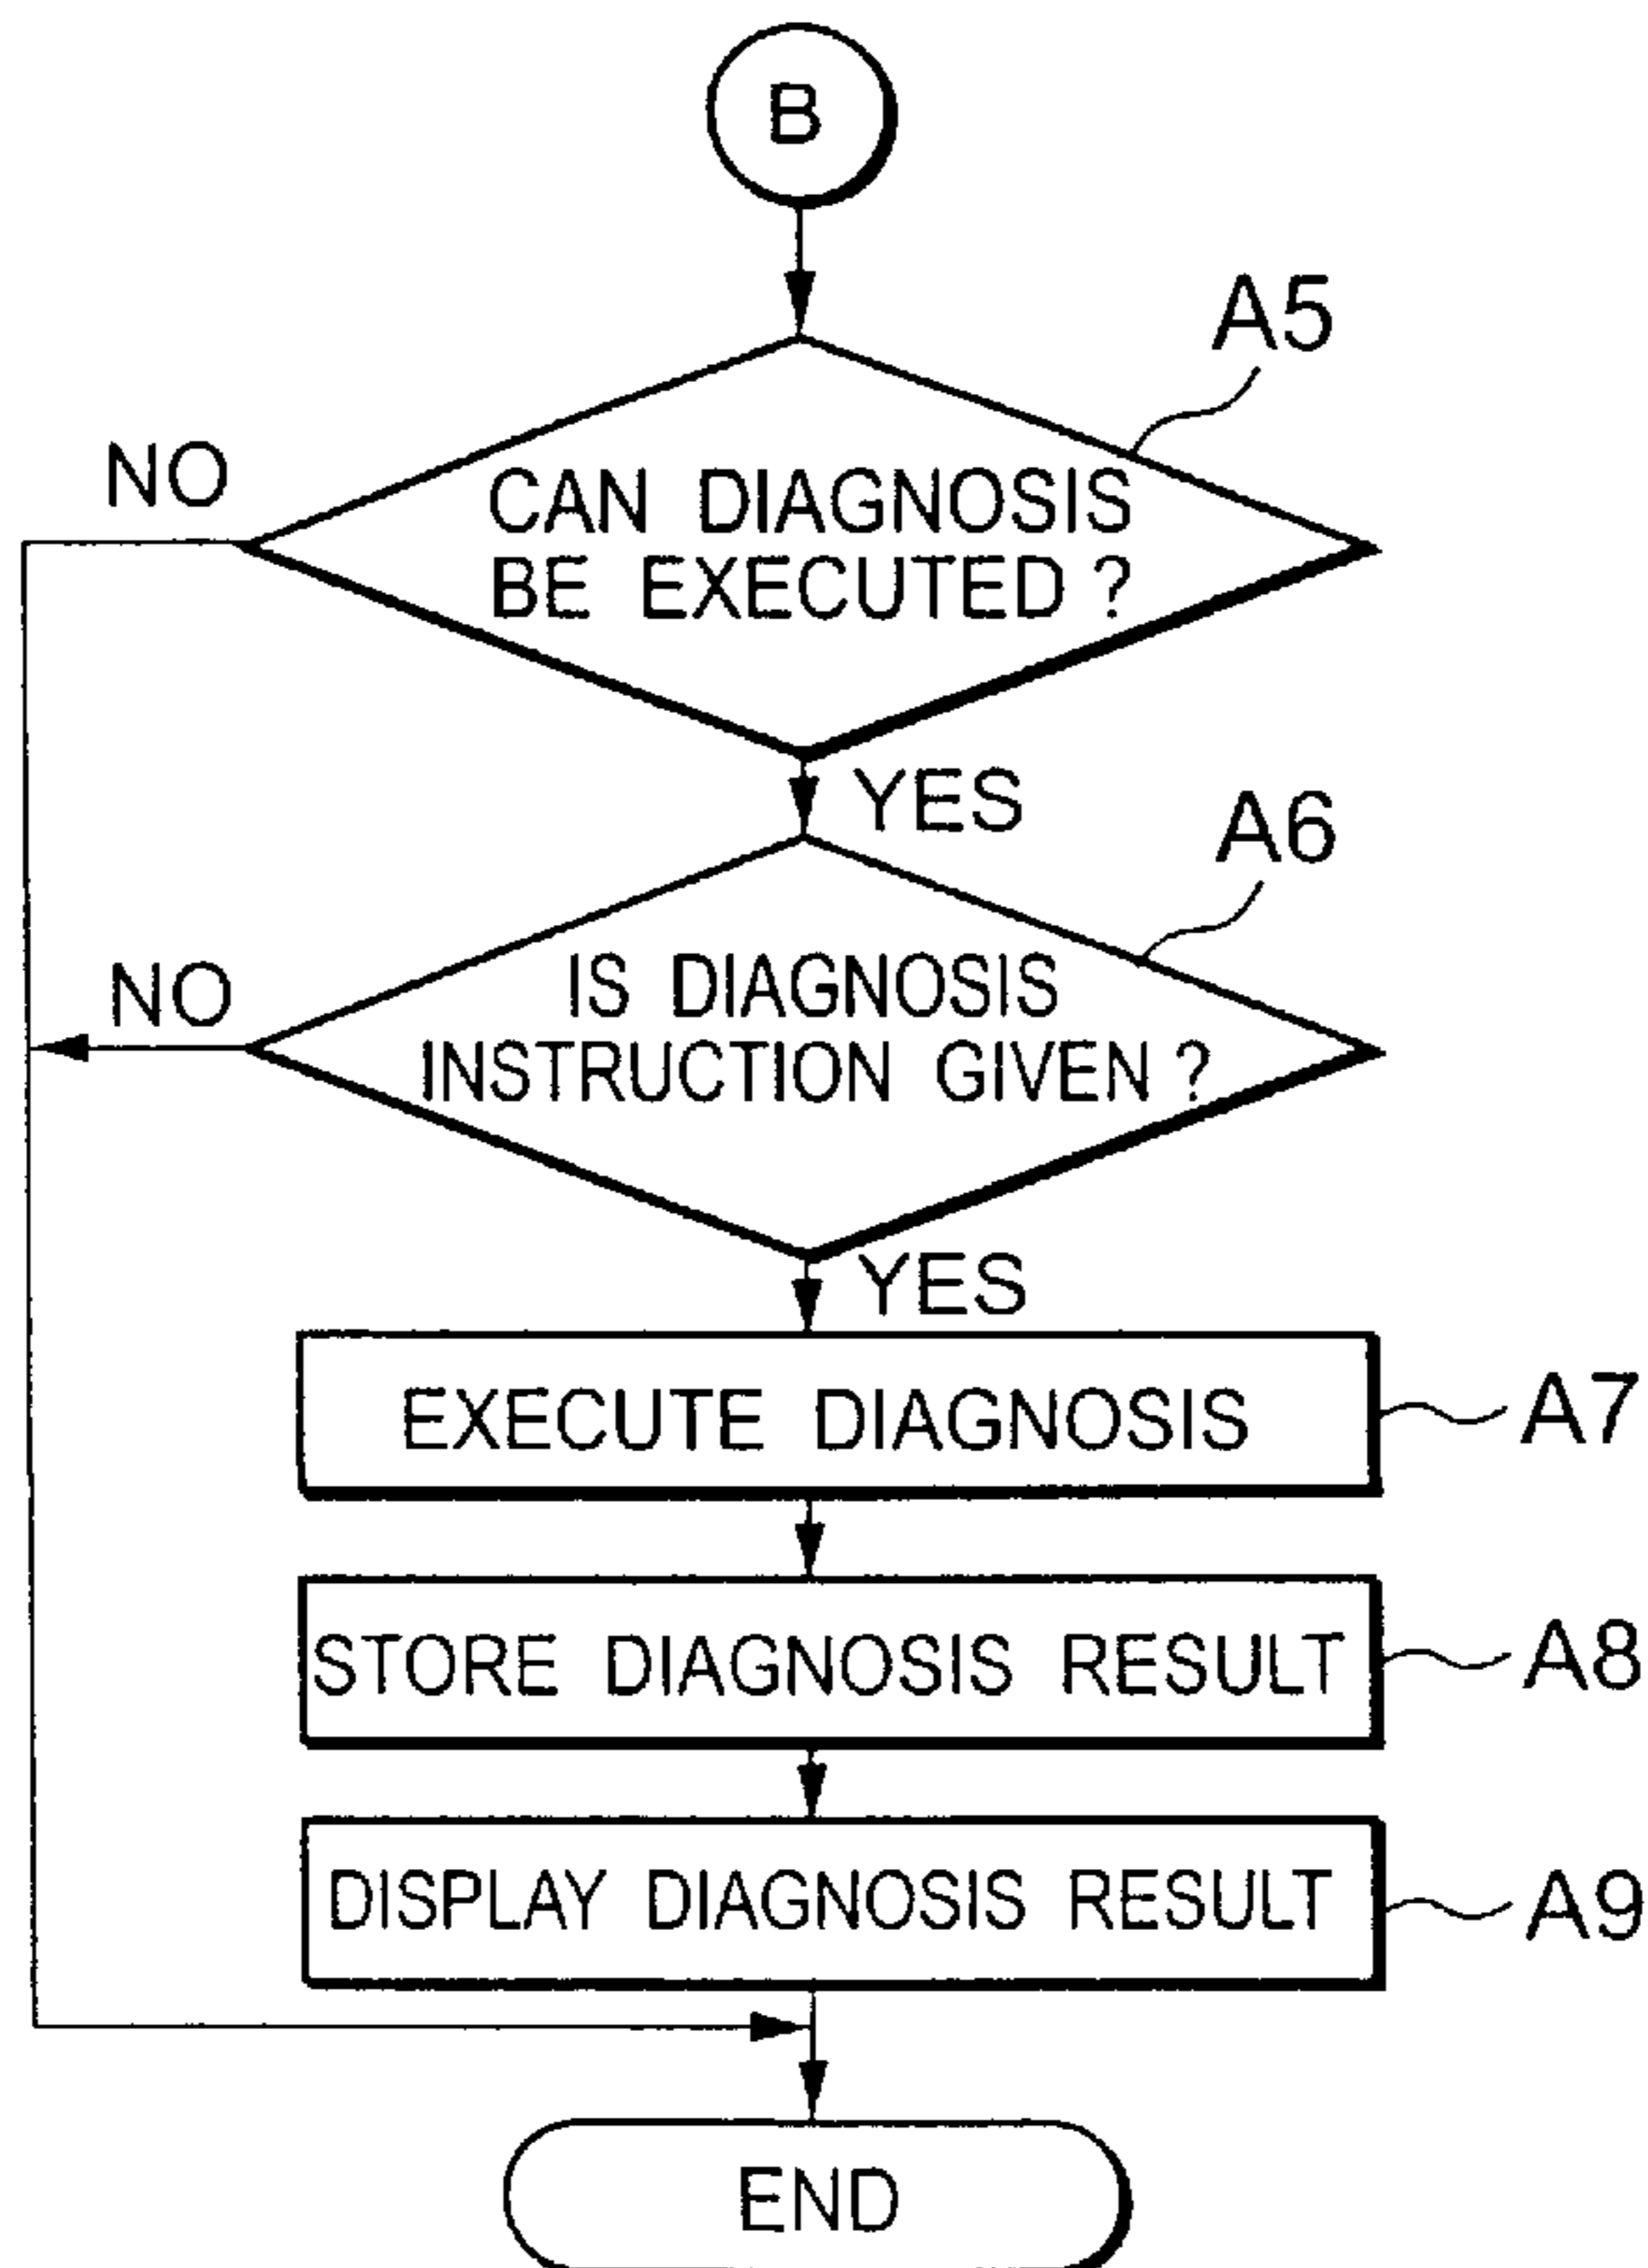 B
A5
NO
CAN DIAGNOSIS
BE EXECUTED ?
YES
A6
NO
IS DIAGNOSIS
INSTRUCTION GIVEN ?
YES
EXECUTE DIAGNOSIS
A7
STORE DIAGNOSIS RESULT
A8
DISPLAY DIAGNOSIS RESULT
A9
END